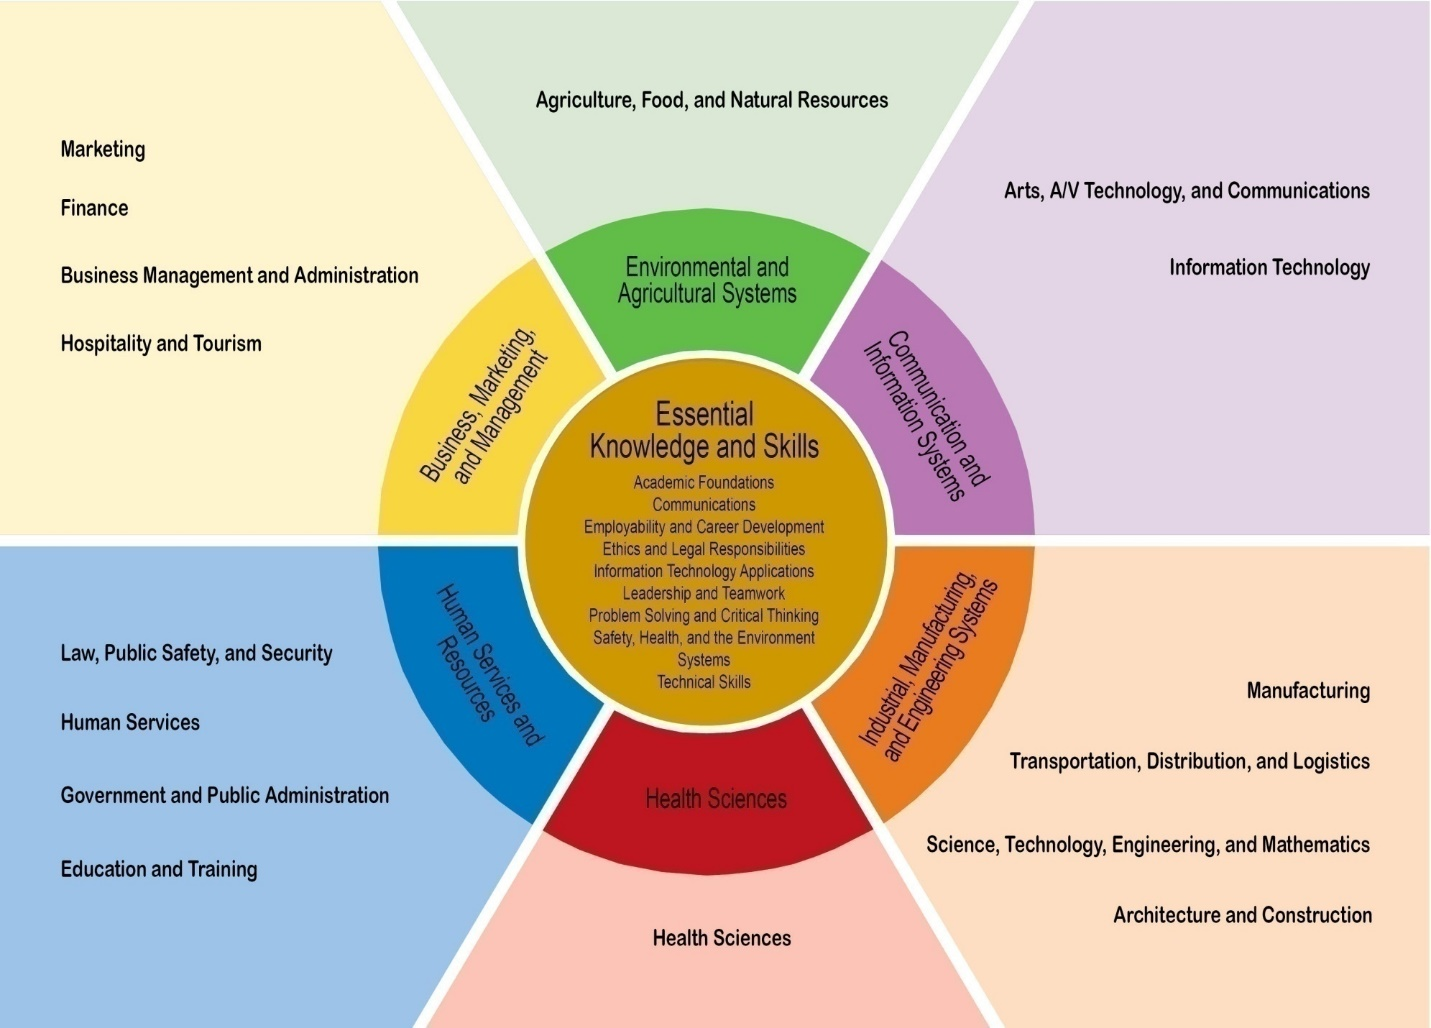 Agriculture, Food, and Natural Resources
Marketing
Finance
Business Management and Administration
Hospitality and Tourism
Arts, A/V Technology, and Communications
Information Technology
Environmental and
Agricultural Systems
Business, Marketing,
and Management
Communication and
Information Systems
Essential
Knowledge and Skills
Academic Foundations
Communications
Employability and Career Development
Ethics and Legal Responsibilities
Information Technology Applications
Leadership and Teamwork
Problem Solving and Critical Thinking
Safety, Health, and the Environment
Systems
Technical Skills
Human Services and
Resources
Industrial, Manufacturing,
and Engineering Systems
Health Sciences
Law, Public Safety, and Security
Human Services
Government and Public Administration
Education and Training
Manufacturing
Transportation, Distribution, and Logistics
Science, Technology, Engineering, and Mathematics
Architecture and Construction
Health Sciences